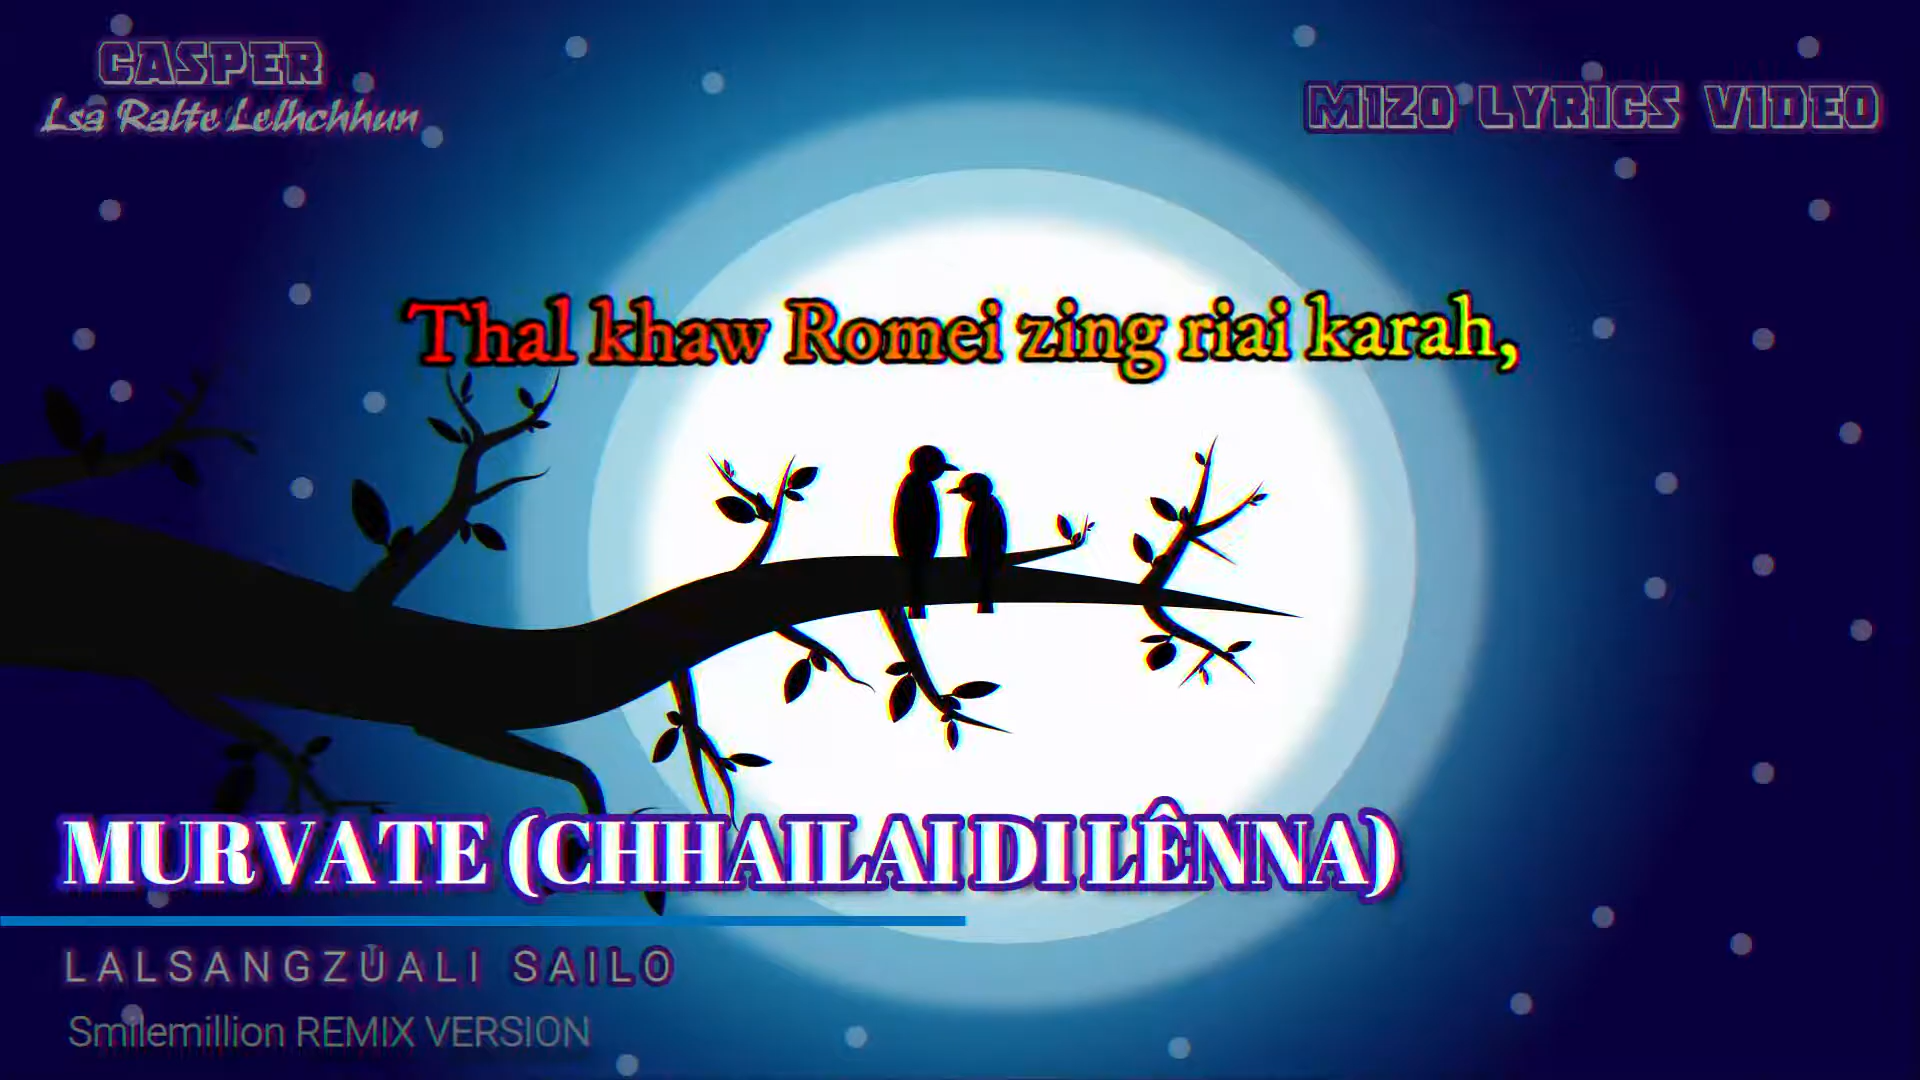 CASPER
Lsa Ralte Lelhchhun
MIZO LYRICS VIDEO
Thal khaw Romei zing riai karah,
MURVATE (CHHAILAI DI LÊNNA)
LALSANGZUALI SAILO
Smilemillion REMIX VERSION